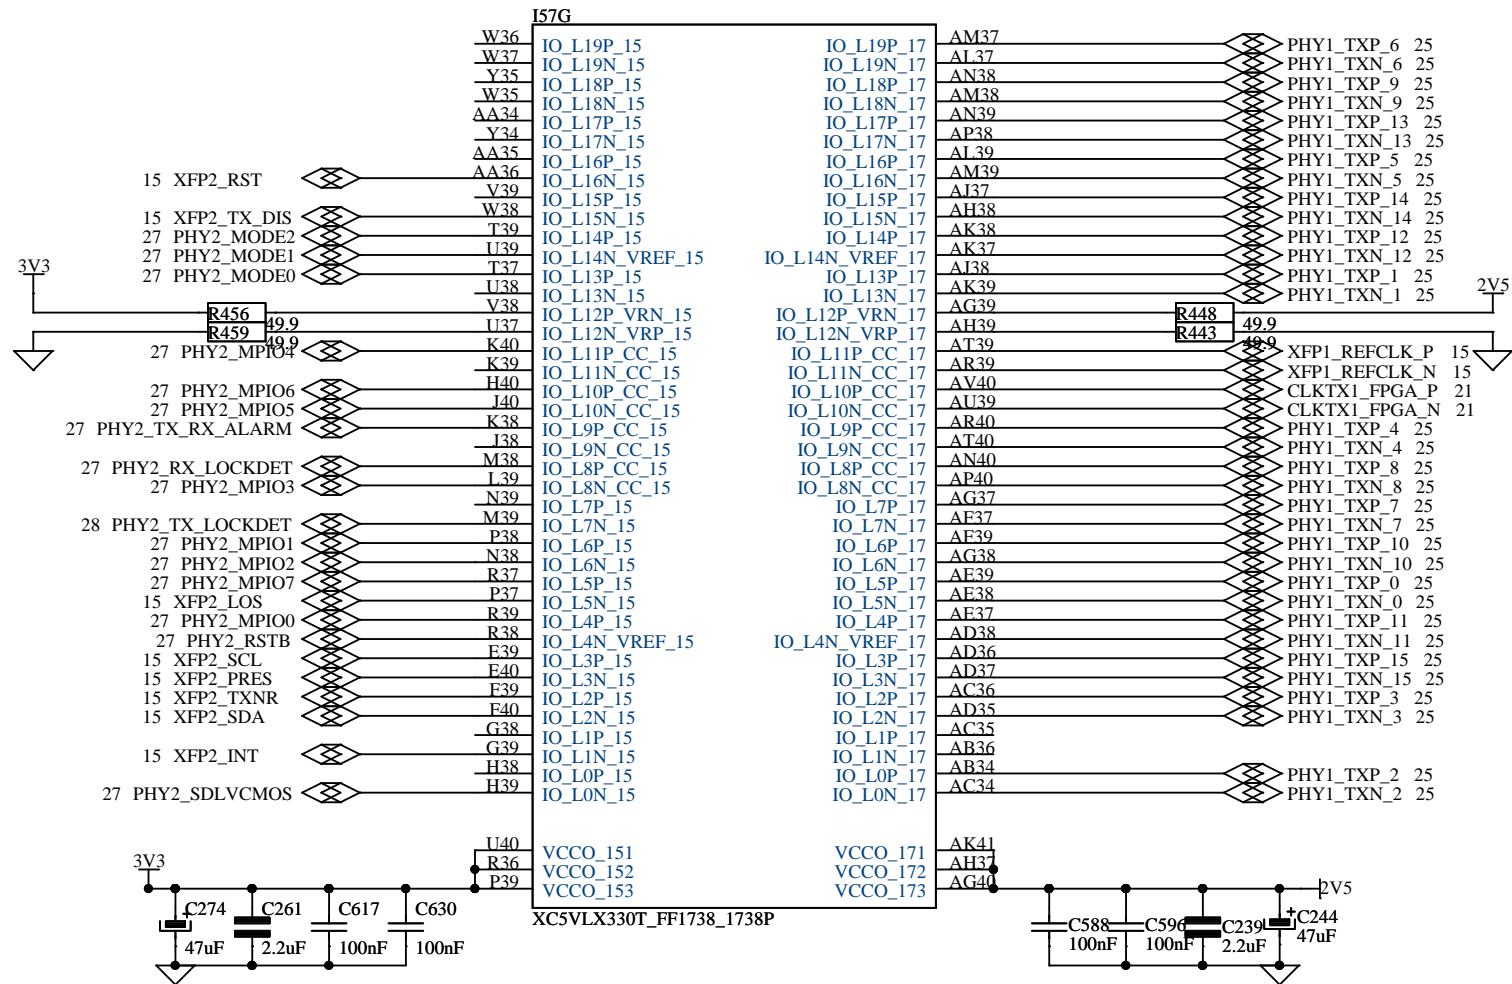 I57G
W36 IO_L19P_15 IO_L19P_17 AM37 PHY1_TXP_6 25
W37 IO_L19N_15 IO_L19N_17 AL37 PHY1_TXN_6 25
Y35 IO_L18P_15 IO_L18P_17 AN38 PHY1_TXP_9 25
W35 IO_L18N_15 IO_L18N_17 AM38 PHY1_TXN_9 25
AA34 IO_L17P_15 IO_L17P_17 AN39 PHY1_TXP_13 25
Y34 IO_L17N_15 IO_L17N_17 AP38 PHY1_TXN_13 25
AA35 IO_L16P_15 IO_L16P_17 AL39 PHY1_TXP_5 25
15 XFP2_RST AA36 IO_L16N_15 IO_L16N_17 AM39 PHY1_TXN_5 25
V39 IO_L15P_15 IO_L15P_17 AJ37 PHY1_TXP_14 25
15 XFP2_TX_DIS W38 IO_L15N_15 IO_L15N_17 AH38 PHY1_TXN_14 25
27 PHY2_MODE2 T39 IO_L14P_15 IO_L14P_17 AK38 PHY1_TXP_12 25
27 PHY2_MODE1 U39 IO_L14N_VREF_15 IO_L14N_VREF_17 AK37 PHY1_TXN_12 25
3V3 27 PHY2_MODE0 T37 IO_L13P_15 IO_L13P_17 AJ38 PHY1_TXP_1 25
U38 IO_L13N_15 IO_L13N_17 AK39 PHY1_TXN_1 25 2V5
R456 49.9 V38 IO_L12P_VRN_15 IO_L12P_VRN_17 AG39 R448 49.9
R459 49.9 U37 IO_L12N_VRP_15 IO_L12N_VRP_17 AH39 R443 49.9
27 PHY2_MPIO4 K40 IO_L11P_CC_15 IO_L11P_CC_17 AT39 XFP1_REFCLK_P 15
K39 IO_L11N_CC_15 IO_L11N_CC_17 AR39 XFP1_REFCLK_N 15
27 PHY2_MPIO6 H40 IO_L10P_CC_15 IO_L10P_CC_17 AV40 CLKTX1_FPGA_P 21
27 PHY2_MPIO5 J40 IO_L10N_CC_15 IO_L10N_CC_17 AU39 CLKTX1_FPGA_N 21
27 PHY2_TX_RX_ALARM K38 IO_L9P_CC_15 IO_L9P_CC_17 AR40 PHY1_TXP_4 25
J38 IO_L9N_CC_15 IO_L9N_CC_17 AT40 PHY1_TXN_4 25
27 PHY2_RX_LOCKDET M38 IO_L8P_CC_15 IO_L8P_CC_17 AN40 PHY1_TXP_8 25
27 PHY2_MPIO3 L39 IO_L8N_CC_15 IO_L8N_CC_17 AP40 PHY1_TXN_8 25
N39 IO_L7P_15 IO_L7P_17 AG37 PHY1_TXP_7 25
28 PHY2_TX_LOCKDET M39 IO_L7N_15 IO_L7N_17 AF37 PHY1_TXN_7 25
27 PHY2_MPIO1 P38 IO_L6P_15 IO_L6P_17 AF39 PHY1_TXP_10 25
27 PHY2_MPIO2 N38 IO_L6N_15 IO_L6N_17 AG38 PHY1_TXN_10 25
27 PHY2_MPIO7 R37 IO_L5P_15 IO_L5P_17 AE39 PHY1_TXP_0 25
15 XFP2_LOS P37 IO_L5N_15 IO_L5N_17 AE38 PHY1_TXN_0 25
27 PHY2_MPIO0 R39 IO_L4P_15 IO_L4P_17 AE37 PHY1_TXP_11 25
27 PHY2_RSTB R38 IO_L4N_VREF_15 IO_L4N_VREF_17 AD38 PHY1_TXN_11 25
15 XFP2_SCL E39 IO_L3P_15 IO_L3P_17 AD36 PHY1_TXP_15 25
15 XFP2_PRES E40 IO_L3N_15 IO_L3N_17 AD37 PHY1_TXN_15 25
15 XFP2_TXNR F39 IO_L2P_15 IO_L2P_17 AC36 PHY1_TXP_3 25
15 XFP2_SDA F40 IO_L2N_15 IO_L2N_17 AD35 PHY1_TXN_3 25
G38 IO_L1P_15 IO_L1P_17 AC35
15 XFP2_INT G39 IO_L1N_15 IO_L1N_17 AB36
H38 IO_L0P_15 IO_L0P_17 AB34 PHY1_TXP_2 25
27 PHY2_SDLVCMOS H39 IO_L0N_15 IO_L0N_17 AC34 PHY1_TXN_2 25
U40 VCCO_151 VCCO_171 AK41
3V3 R36 VCCO_152 VCCO_172 AH37
P39 VCCO_153 VCCO_173 AG40 2V5
C274 C261 C617 C630 XC5VLX330T_FF1738_1738P C588 C596 C239 C244
47uF 2.2uF 100nF 100nF 100nF 100nF 2.2uF 47uF